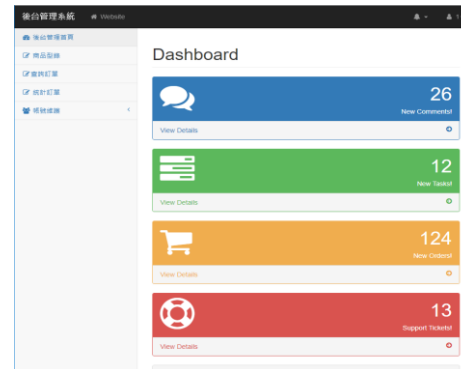 後台管理系統 Website
後台管理首頁
商品型錄
查詢訂單
統計訂單
Dashboard
26
New Comments!
View Details
12
New Tasks!
View Details
124
New Orders!
View Details
13
Support Tickets!
View Details